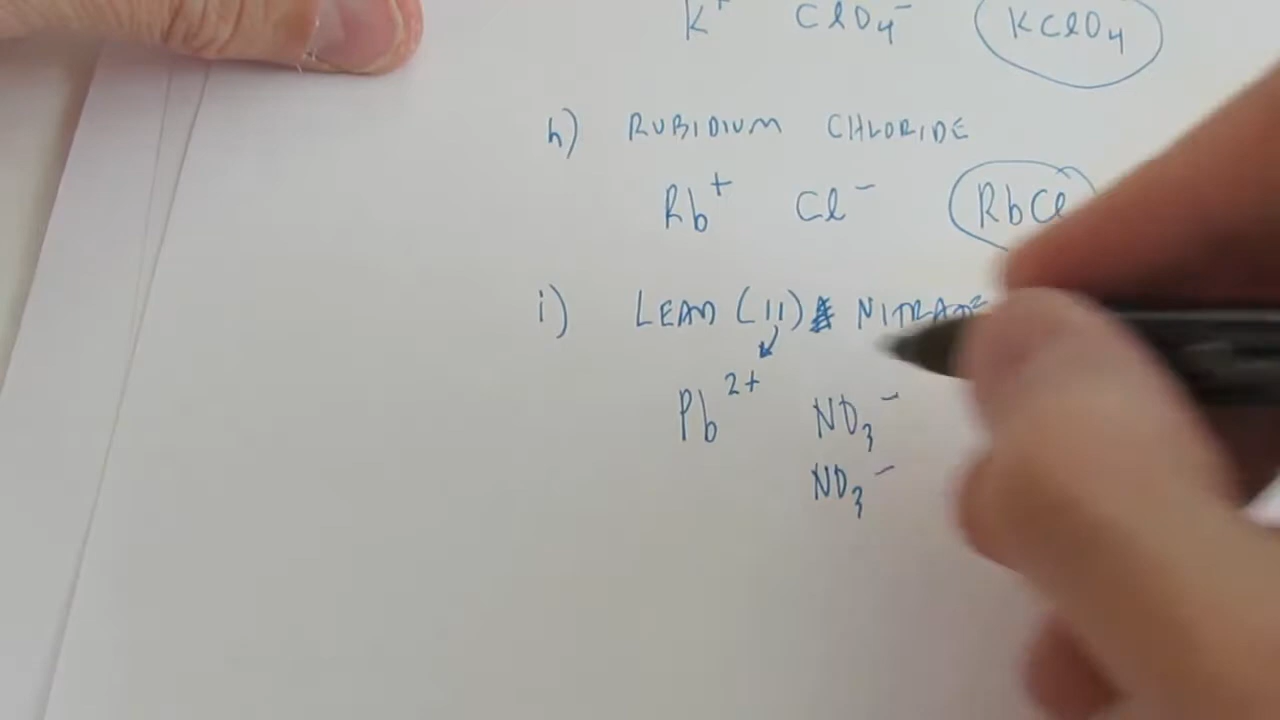 K⁺ ClO₄⁻ KClO₄
h) RUBIDIUM CHLORIDE
Rb⁺ Cl⁻ RbCl
i) LEAD (II) NITRATE
Pb²⁺ NO₃⁻
NO₃⁻